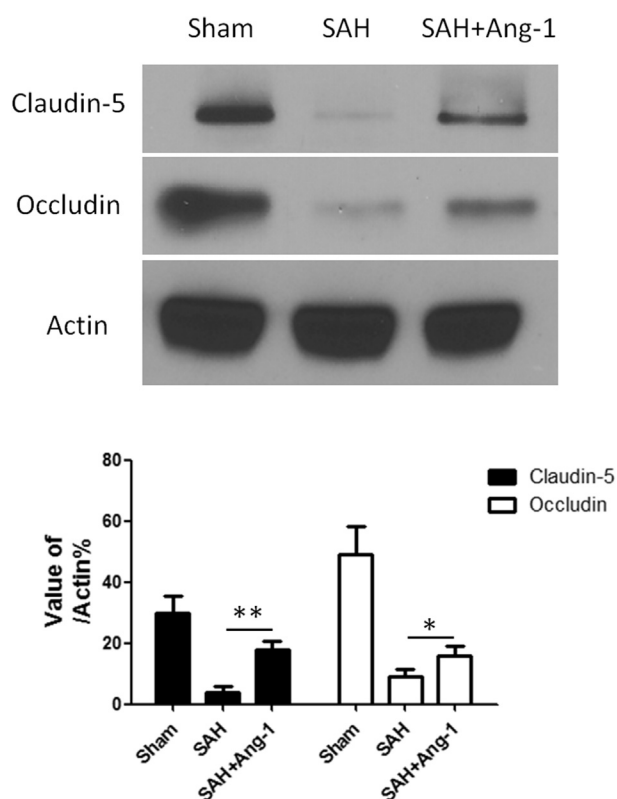 Sham SAH SAH+Ang-1
Claudin-5
Occludin
Actin
80
60
40
20
0
Value of
/Actin%
Claudin-5
Occludin
**
*
Sham SAH SAH+Ang-1 Sham SAH SAH+Ang-1